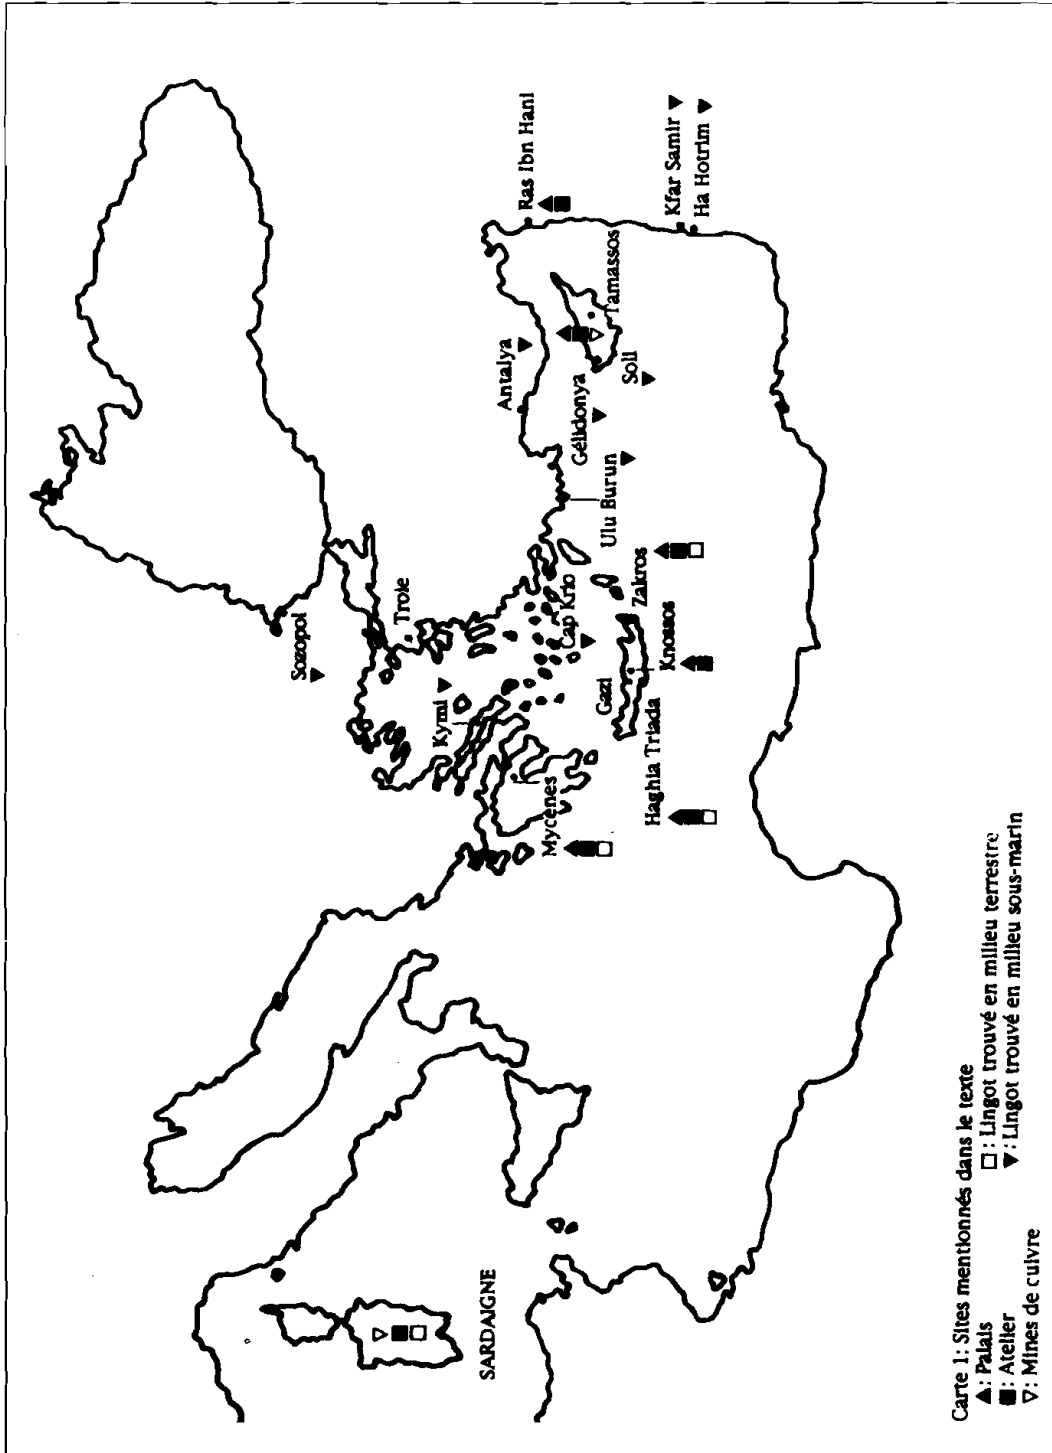 Sozopol
Troie
Kymi
Mycènes
Cap Krio
Gazi
Haghia Triada
Knossos
Zakros
Ulu Burun
Gélidonya
Antalya
Soli
Tamassos
Ras Ibn Hani
Kfar Samir
Ha Hotrim
SARDAIGNE
Carte 1: Sites mentionnés dans le texte
▲: Palais
■: Atelier
▽: Mines de cuivre
□: Lingot trouvé en milieu terrestre
▼: Lingot trouvé en milieu sous-marin